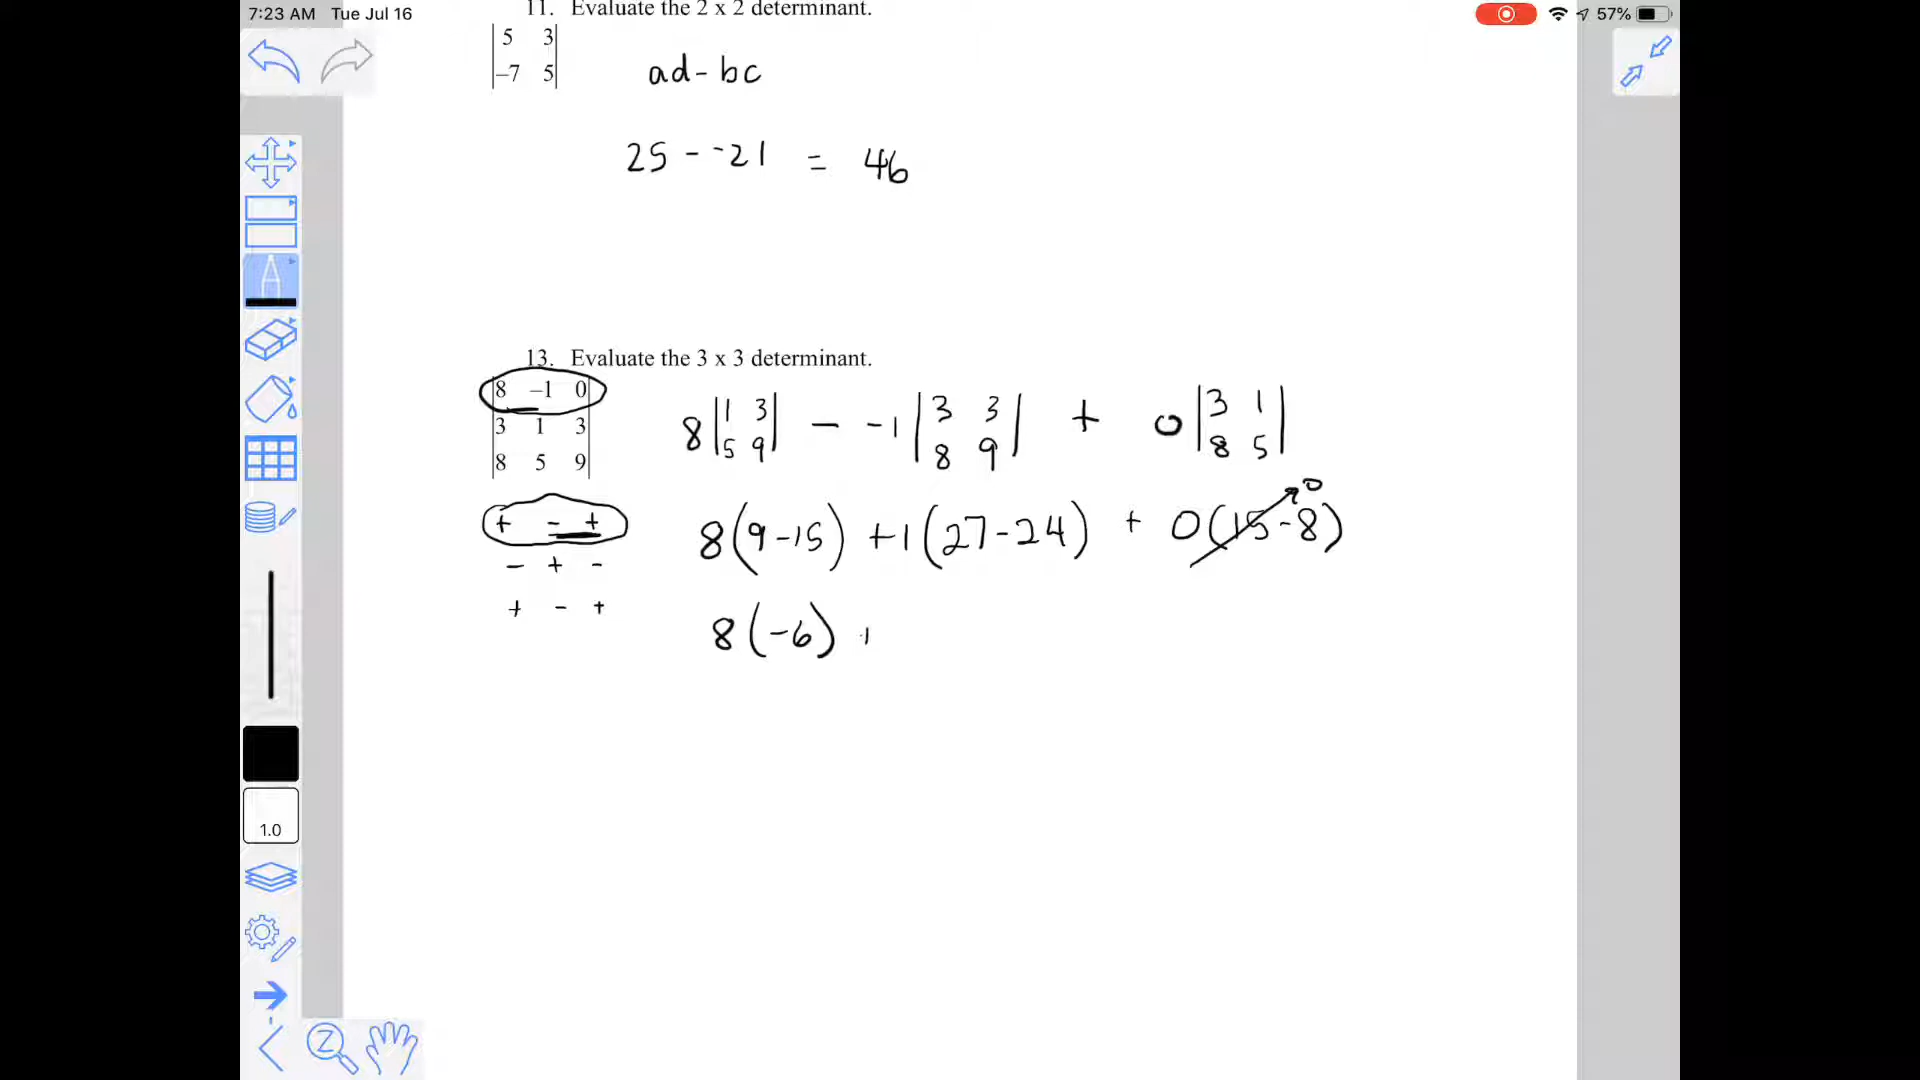 7:23 AM Tue Jul 16
57%
11. Evaluate the 2 x 2 determinant.
|5 3|
|–7 5|
ad - bc
25 - -21 = 46
13. Evaluate the 3 x 3 determinant.
|8 –1 0|
|3 1 3|
|8 5 9|
8 |1 3| - -1 |3 3| + 0 |3 1|
|5 9| |8 9| |8 5|
+ - +
- + -
+ - +
8(9-15) +1(27-24) + 0(15-8) 0
8(-6)
1.0
Z